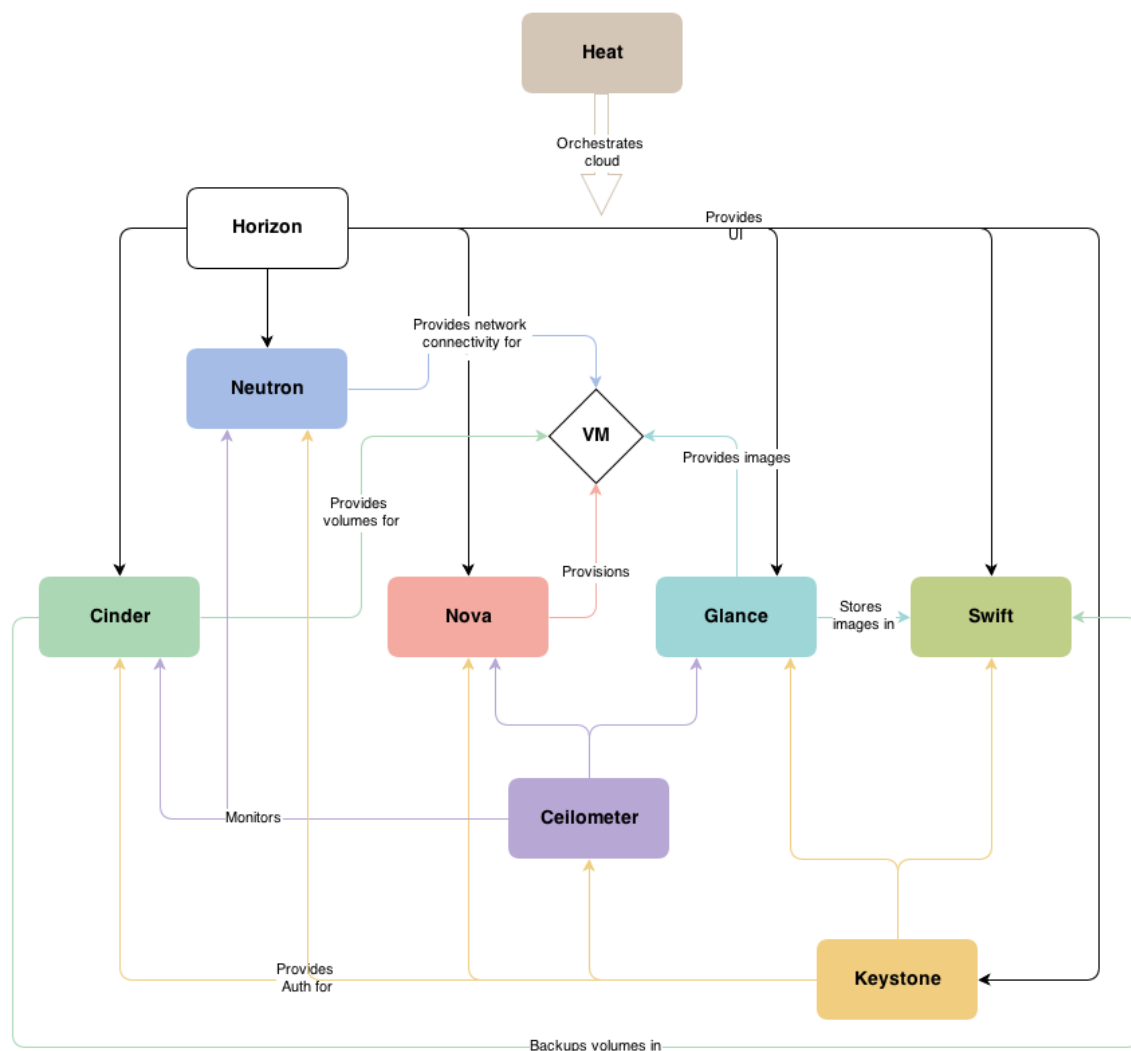 Heat
Orchestrates
cloud
Horizon
Provides
UI
Provides network
connectivity for
Neutron
VM
Provides images
Provides
volumes for
Provisions
Cinder
Nova
Glance
Stores
images in
Swift
Ceilometer
Monitors
Provides
Auth for
Keystone
Backups volumes in